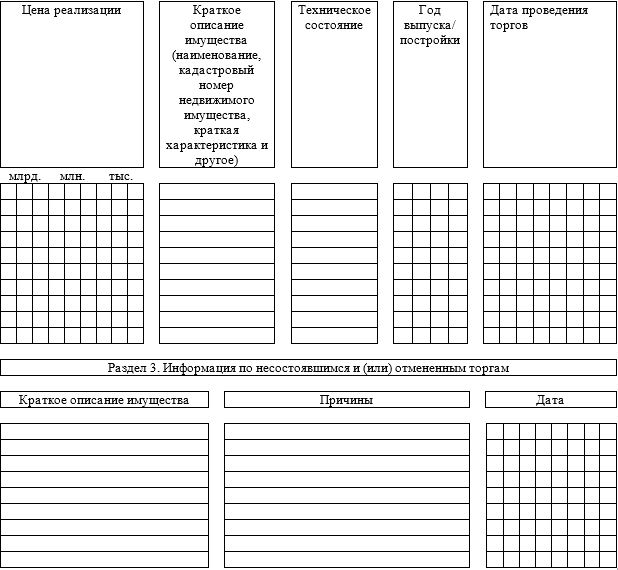 Цена реализации
Краткое
описание
имущества
(наименование,
кадастровый
номер
недвижимого
имущества,
краткая
характеристика и
другое)
Техническое
состояние
Год
выпуска/
постройки
Дата проведения
торгов
млрд. млн. тыс.
Раздел 3. Информация по несостоявшимся и (или) отмененным торгам
Краткое описание имущества
Причины
Дата